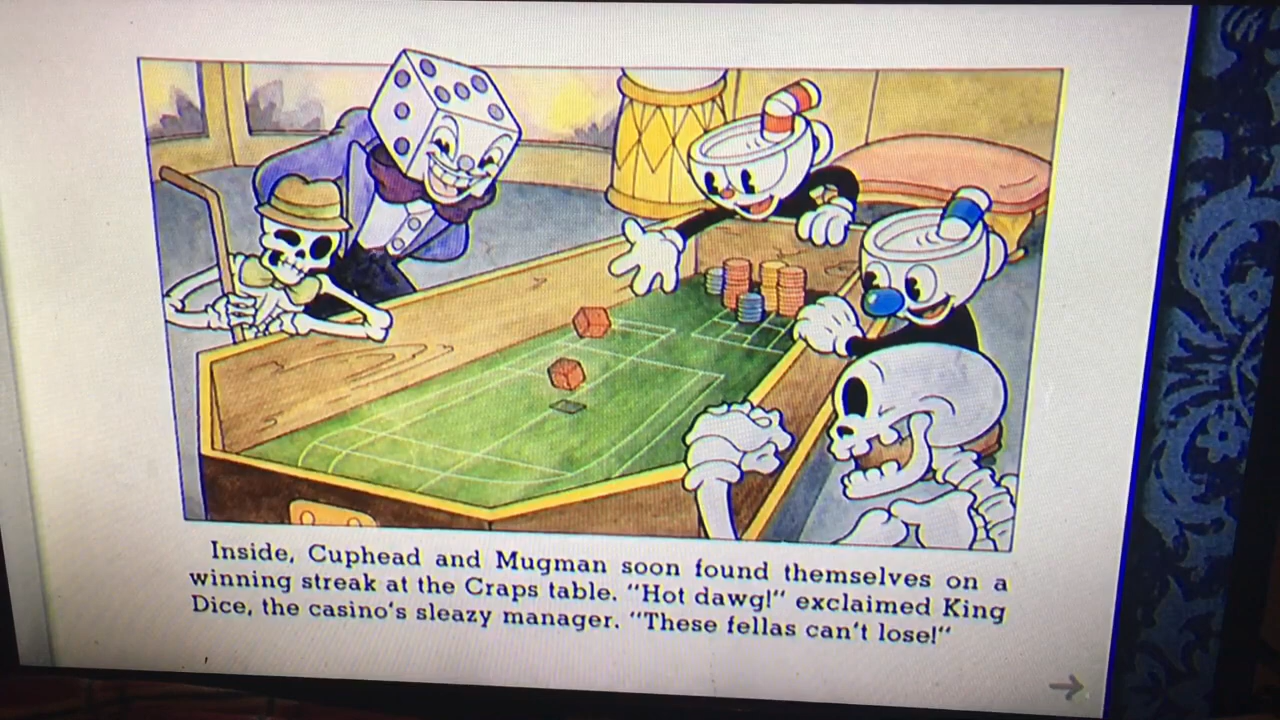 Inside, Cuphead and Mugman soon found themselves on a
winning streak at the Craps table. “Hot dawg!“ exclaimed King
Dice, the casino's sleazy manager. “These fellas can't lose!“